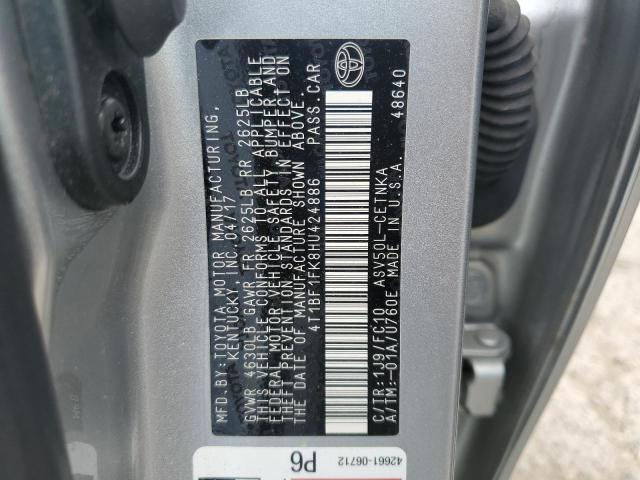 MFD. BY: TOYOTA MOTOR MANUFACTURING,
KENTUCKY, INC. 04/17
GVWR 4630LB GAWR FR 2625LB RR 2625LB
THIS VEHICLE CONFORMS TO ALL APPLICABLE
FEDERAL MOTOR VEHICLE SAFETY, BUMPER, AND
THEFT PREVENTION STANDARDS IN EFFECT ON
THE DATE OF MANUFACTURE SHOWN ABOVE.
4T1BF1FK8HU424886 PASS. CAR
C/TR:1J9/FC10 ASV50L-CETNKA
A/TM:-01A/U760E MADE IN U.S.A.
48640
P6
42661-06712